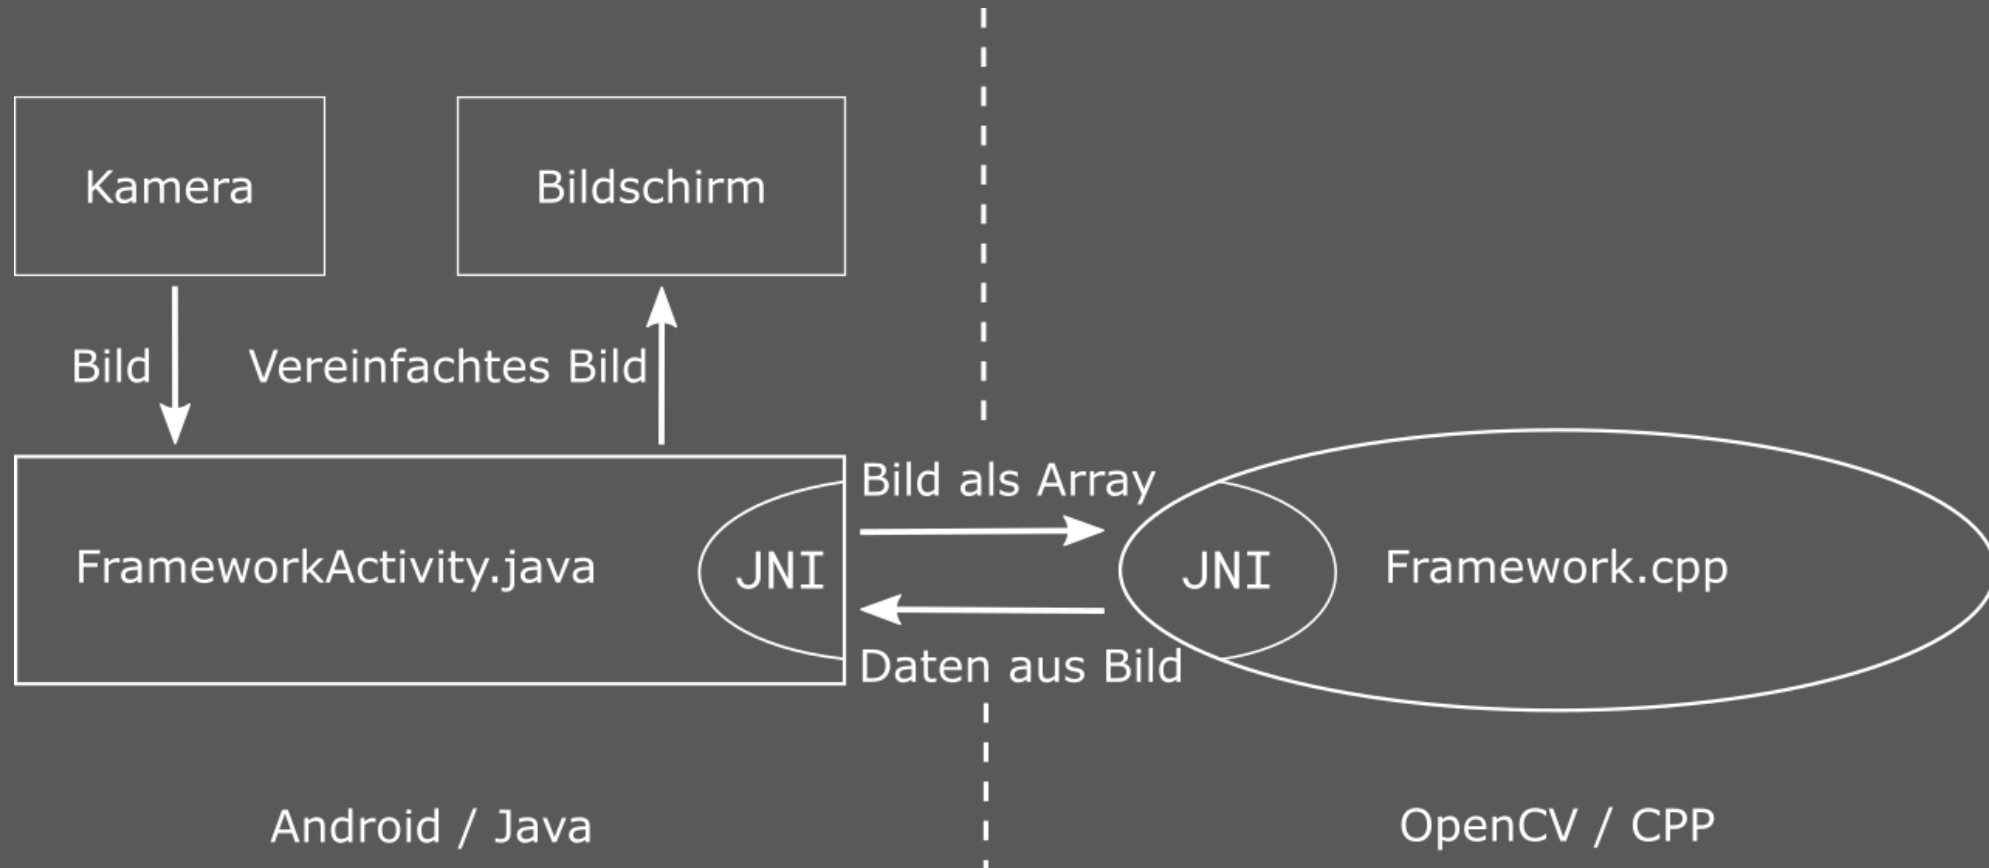 Kamera
Bildschirm
Bild
Vereinfachtes Bild
Bild als Array
FrameworkActivity.java
JNI
JNI
Framework.cpp
Daten aus Bild
Android / Java
OpenCV / CPP